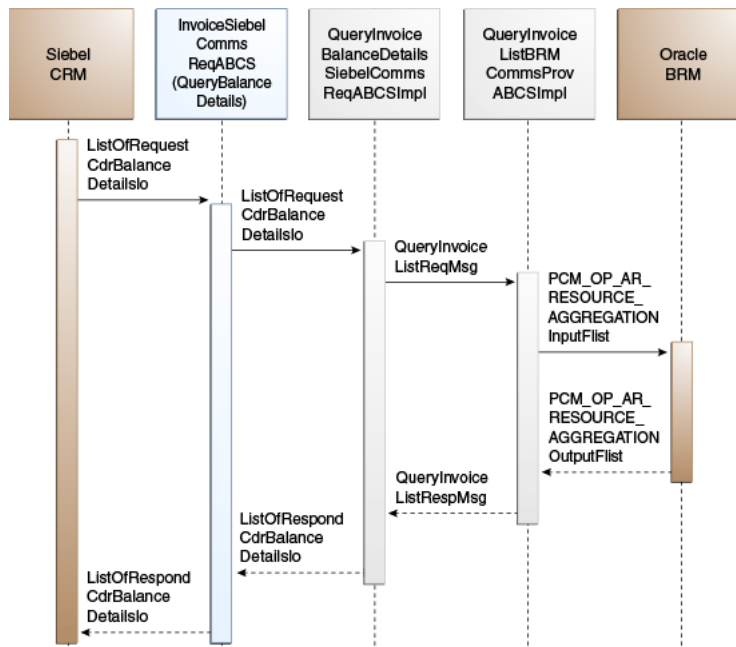 Siebel
CRM
InvoiceSiebel
Comms
ReqABCS
(QueryBalance
Details)
QueryInvoice
BalanceDetails
SiebelComms
ReqABCSImpl
QueryInvoice
ListBRM
CommsProv
ABCSImpl
Oracle
BRM
ListOfRequest
CdrBalance
DetailsIo
ListOfRequest
CdrBalance
DetailsIo
QueryInvoice
ListReqMsg
PCM_OP_AR_
RESOURCE_
AGGREGATION
InputFlist
PCM_OP_AR_
RESOURCE_
AGGREGATION
OutputFlist
QueryInvoice
ListRespMsg
ListOfRespond
CdrBalance
DetailsIo
ListOfRespond
CdrBalance
DetailsIo